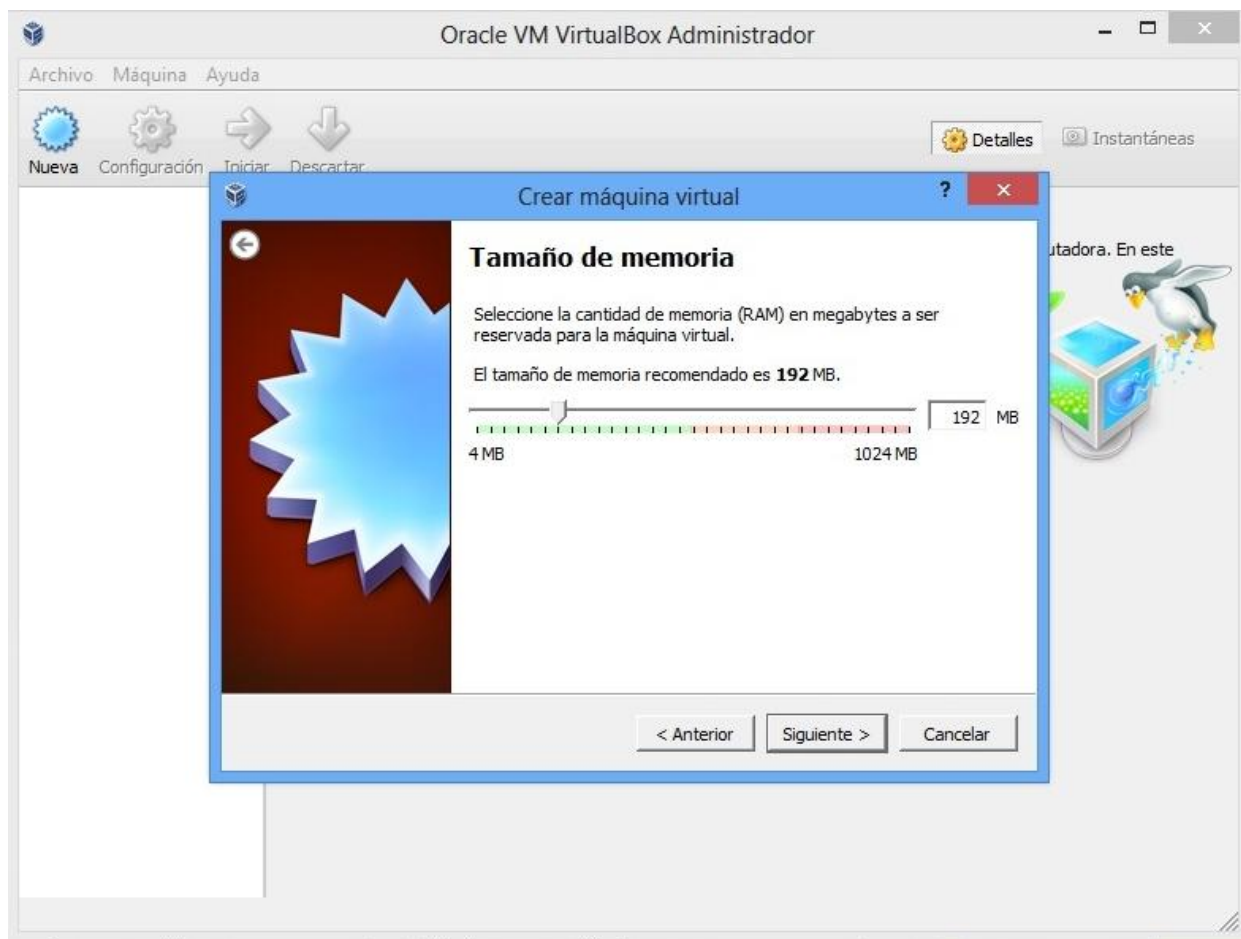 Oracle VM VirtualBox Administrador
Archivo Máquina Ayuda
Nueva Configuración Iniciar Descartar
Detalles Instantáneas
Crear máquina virtual ?
En este
Tamaño de memoria
Seleccione la cantidad de memoria (RAM) en megabytes a ser
reservada para la máquina virtual.
El tamaño de memoria recomendado es 192 MB.
192 MB
4 MB 1024 MB
< Anterior Siguiente > Cancelar